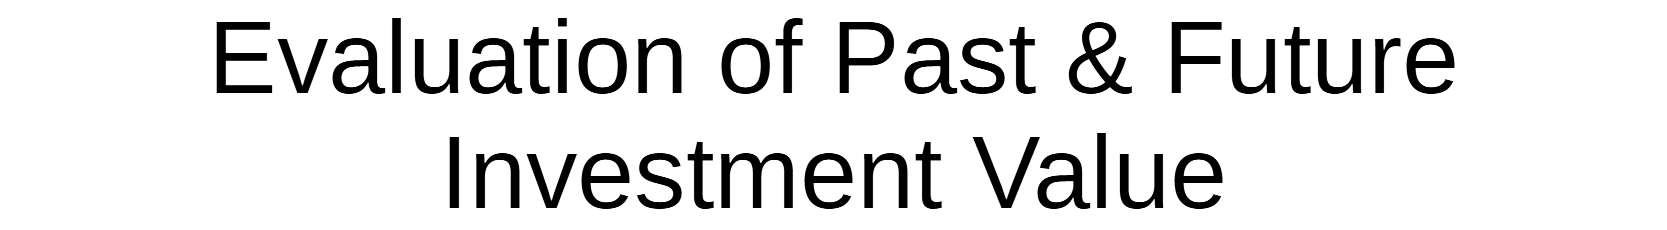 Evaluation of Past & Future
Investment Value